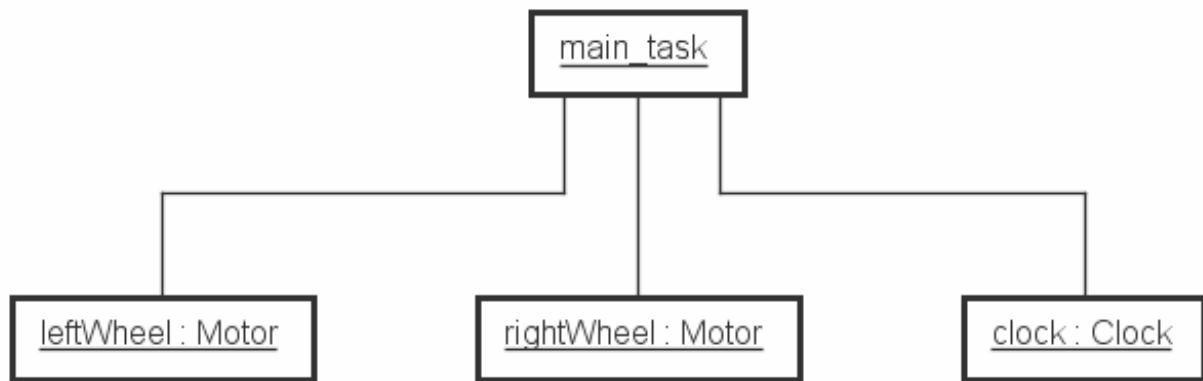 main_task
leftWheel : Motor
rightWheel : Motor
clock : Clock